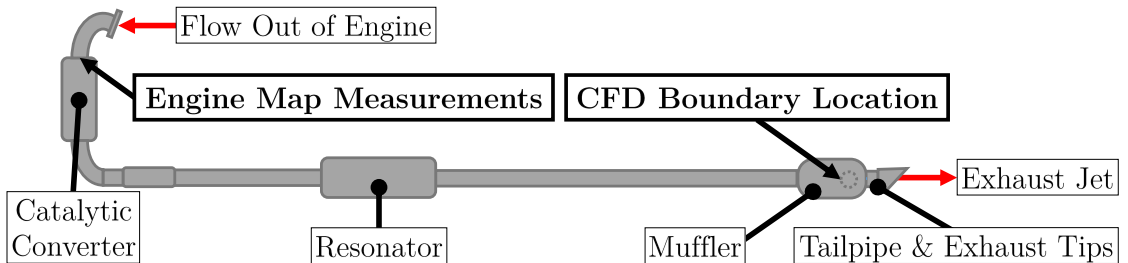 Flow Out of Engine
Engine Map Measurements
CFD Boundary Location
Exhaust Jet
Catalytic
Converter
Resonator
Muffler
Tailpipe & Exhaust Tips